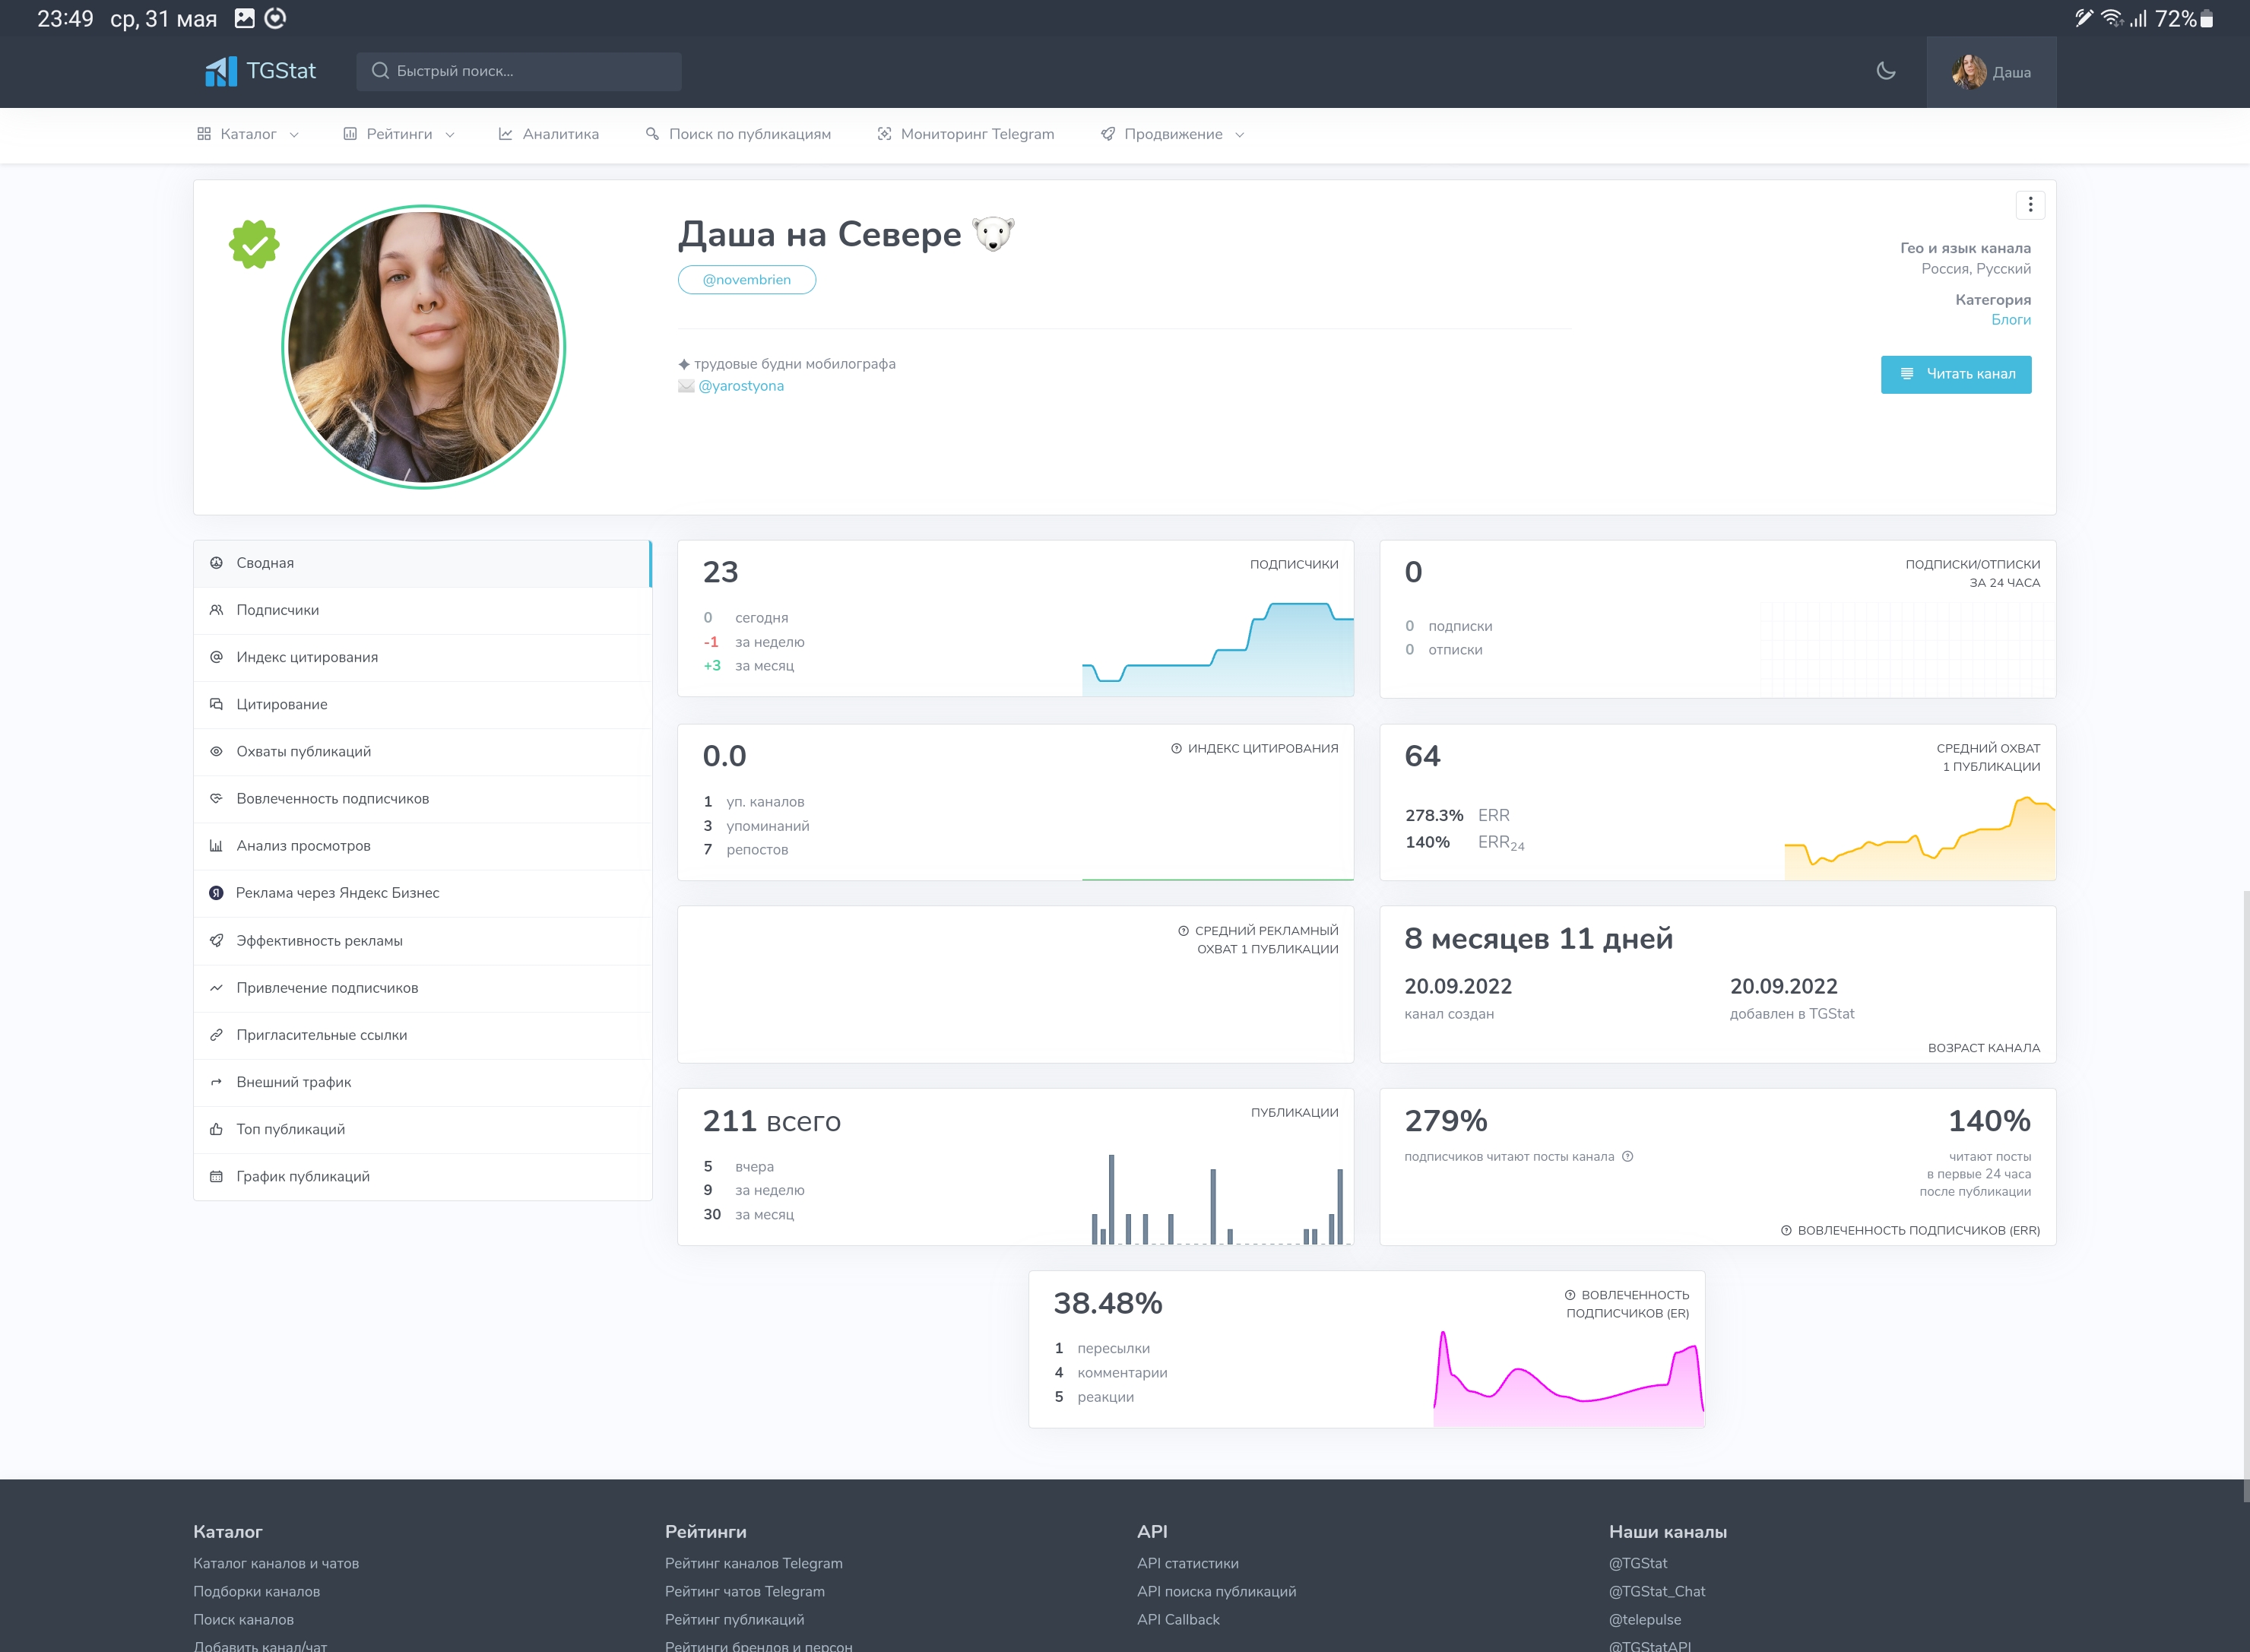 23:49 ср, 31 мая
72%
TGStat
Быстрый поиск...
Даша
Каталог
Рейтинги
Аналитика
Поиск по публикациям
Мониторинг Telegram
Продвижение
Даша на Севере
@novembrien
трудовые будни мобилографа
@yarostyona
Гео и язык канала
Россия, Русский
Категория
Блоги
Читать канал
Сводная
Подписчики
Индекс цитирования
Цитирование
Охваты публикаций
Вовлеченность подписчиков
Анализ просмотров
Реклама через Яндекс Бизнес
Эффективность рекламы
Привлечение подписчиков
Пригласительные ссылки
Внешний трафик
Топ публикаций
График публикаций
23
ПОДПИСЧИКИ
0 сегодня
-1 за неделю
+3 за месяц
0
ПОДПИСКИ/ОТПИСКИ
ЗА 24 ЧАСА
0 подписки
0 отписки
0.0
ИНДЕКС ЦИТИРОВАНИЯ
1 уп. каналов
3 упоминаний
7 репостов
64
СРЕДНИЙ ОХВАТ
1 ПУБЛИКАЦИИ
278.3% ERR
140% ERR24
СРЕДНИЙ РЕКЛАМНЫЙ
ОХВАТ 1 ПУБЛИКАЦИИ
8 месяцев 11 дней
20.09.2022
канал создан
20.09.2022
добавлен в TGStat
ВОЗРАСТ КАНАЛА
211 всего
ПУБЛИКАЦИИ
5 вчера
9 за неделю
30 за месяц
279%
подписчиков читают посты канала
140%
читают посты
в первые 24 часа
после публикации
ВОВЛЕЧЕННОСТЬ ПОДПИСЧИКОВ (ERR)
38.48%
ВОВЛЕЧЕННОСТЬ
ПОДПИСЧИКОВ (ER)
1 пересылки
4 комментарии
5 реакции
Каталог
Каталог каналов и чатов
Подборки каналов
Поиск каналов
Добавить канал/чат
Рейтинги
Рейтинг каналов Telegram
Рейтинг чатов Telegram
Рейтинг публикаций
Рейтинги брендов и персон
API
API статистики
API поиска публикаций
API Callback
Наши каналы
@TGStat
@TGStat_Chat
@telepulse
@TGStatAPI